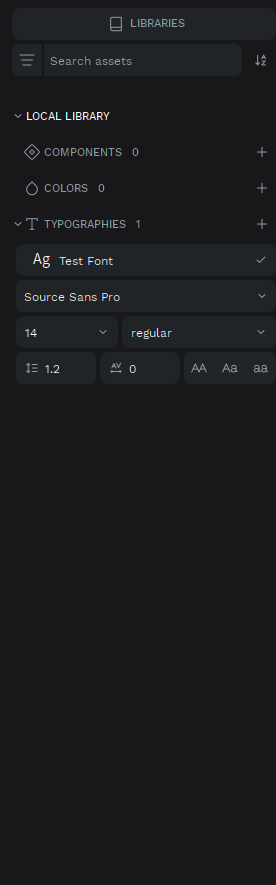 LIBRARIES
Search assets
LOCAL LIBRARY
COMPONENTS 0
COLORS 0
TYPOGRAPHIES 1
Ag Test Font
Source Sans Pro
14 regular
1.2 AV 0 AA Aa aa